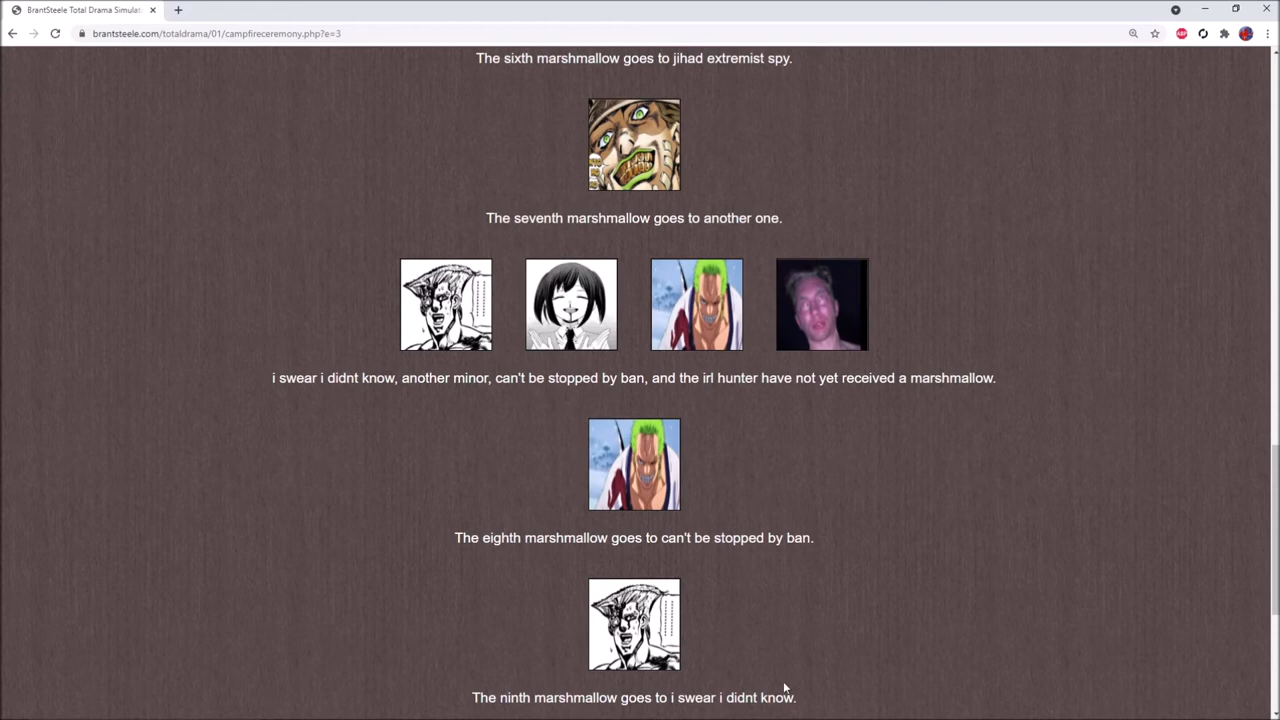 BrantSteele Total Drama Simulat
brantsteele.com/totaldrama/01/campfireceremony.php?e=3
ABP
The sixth marshmallow goes to jihad extremist spy.
The seventh marshmallow goes to another one.
i swear i didnt know, another minor, can't be stopped by ban, and the irl hunter have not yet received a marshmallow.
The eighth marshmallow goes to can't be stopped by ban.
The ninth marshmallow goes to i swear i didnt know.